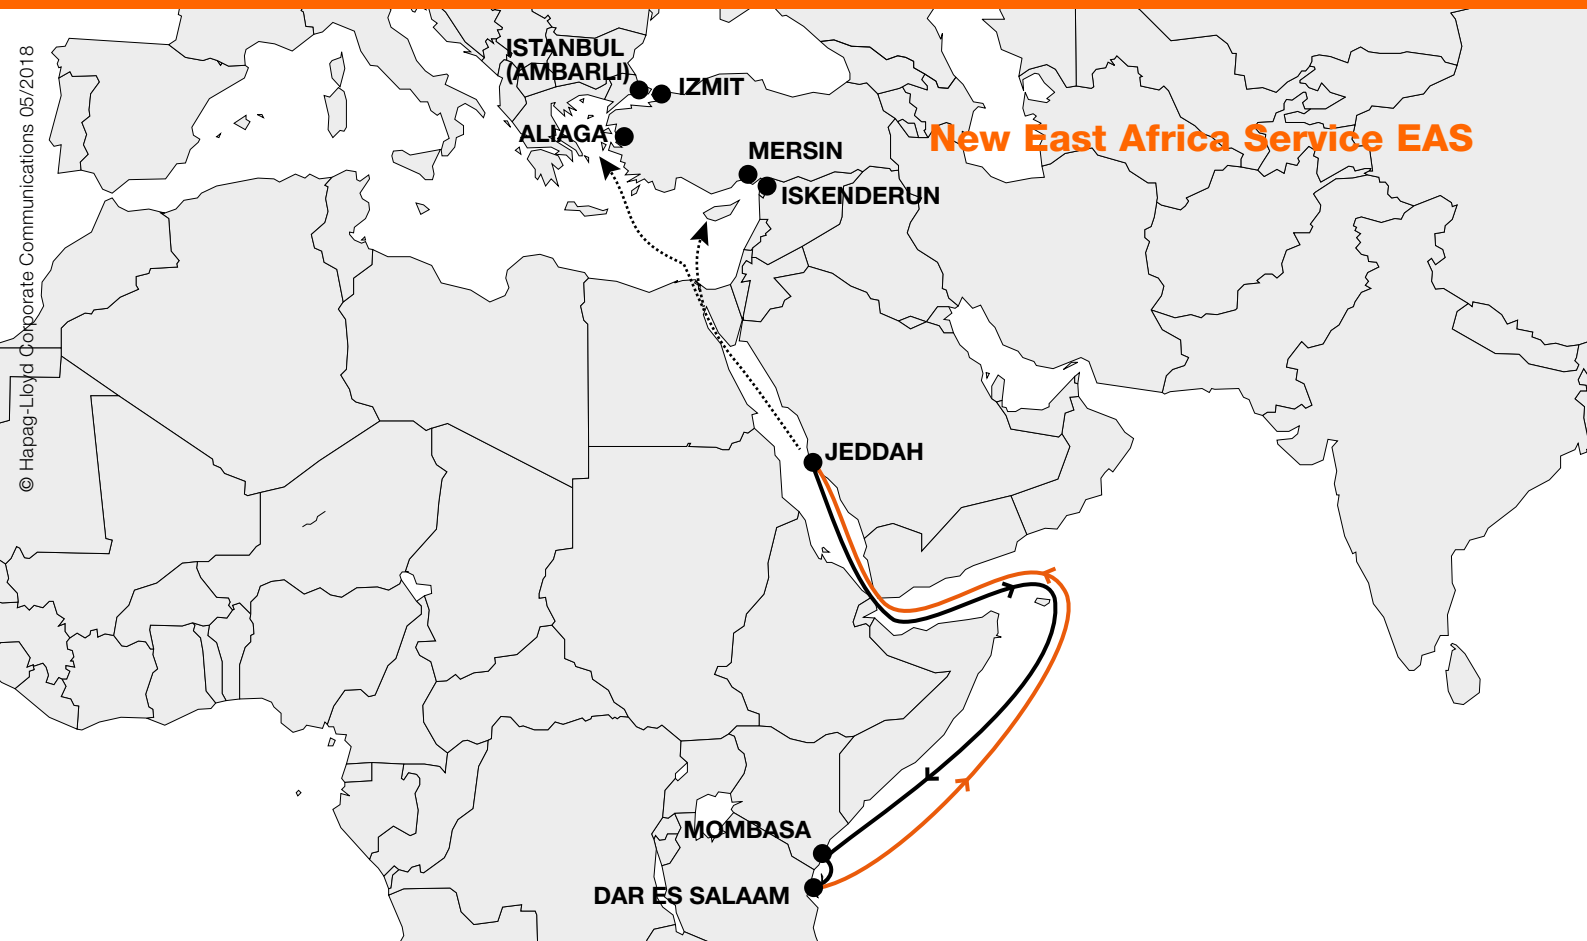 © Hapag-Lloyd Corporate Communications 05/2018
ISTANBUL
(AMBARLI)
IZMIT
ALIAGA
New East Africa Service EAS
MERSIN
ISKENDERUN
JEDDAH
MOMBASA
DAR ES SALAAM